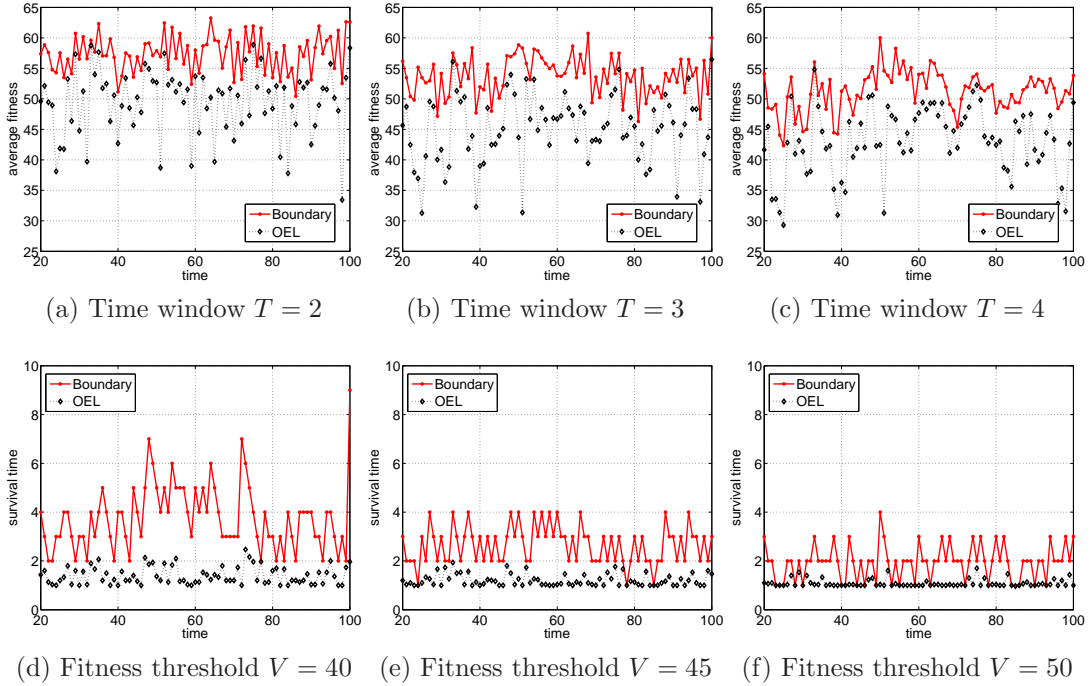 65
60
55
50
45
40
35
30
25
average fitness
Boundary
OEL
20 40 60 80 100
time
(a) Time window T = 2
65
60
55
50
45
40
35
30
25
average fitness
Boundary
OEL
20 40 60 80 100
time
(b) Time window T = 3
65
60
55
50
45
40
35
30
25
average fitness
Boundary
OEL
20 40 60 80 100
time
(c) Time window T = 4
10
8
6
4
2
0
survival time
Boundary
OEL
20 40 60 80 100
time
(d) Fitness threshold V = 40
10
8
6
4
2
0
survival time
Boundary
OEL
20 40 60 80 100
time
(e) Fitness threshold V = 45
10
8
6
4
2
0
survival time
Boundary
OEL
20 40 60 80 100
time
(f) Fitness threshold V = 50